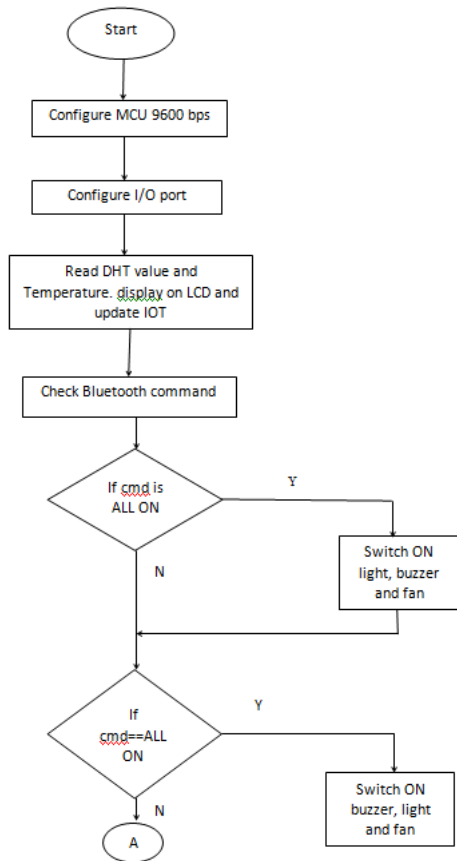 Start
Configure MCU 9600 bps
Configure I/O port
Read DHT value and
Temperature. display on LCD and
update IOT
Check Bluetooth command
If cmd is
ALL ON
Y
N
Switch ON
light, buzzer
and fan
If
cmd==ALL
ON
Y
N
Switch ON
buzzer, light
and fan
A